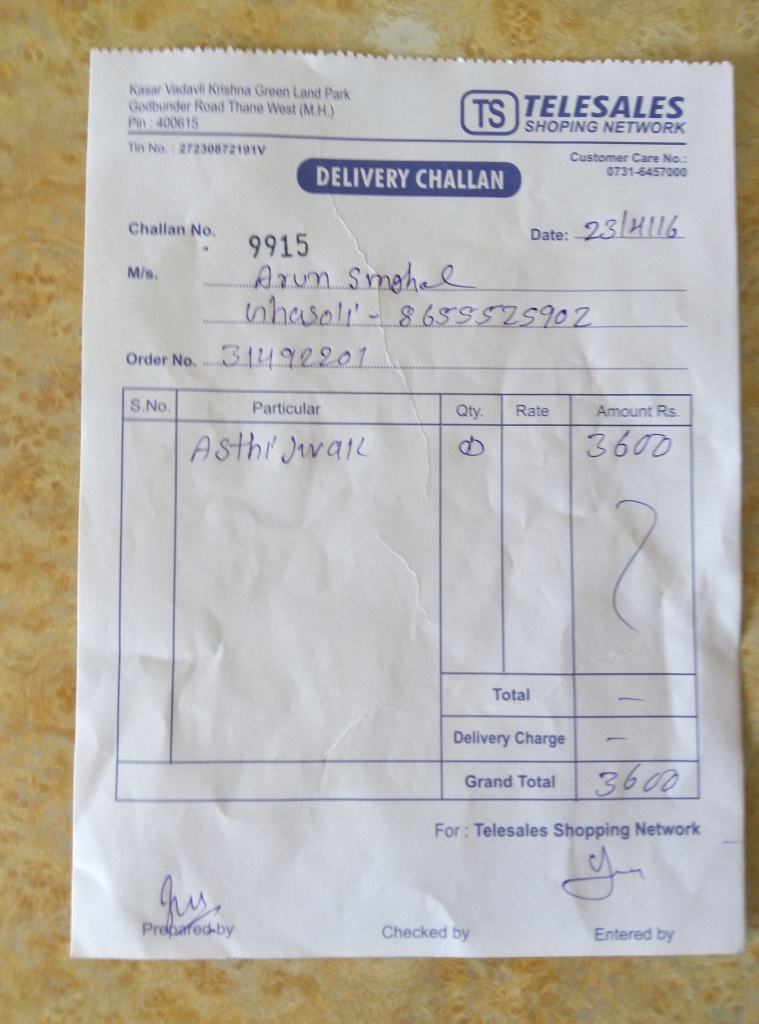 Kasar Vadavli Krishna Green Land Park
Godbunder Road Thane West (M.H.)
Pin : 400615
TS TELESALES
SHOPING NETWORK
Tin No. : 27230872191V
Customer Care No.:
0731-6457000
DELIVERY CHALLAN
Challan No. 9915
Date: 23/4/16
M/s. Arun Singhal
8655525902
Order No. 31492201
S.No. Particular Qty. Rate Amount Rs.
Asthi Jwak 1 3600
Total —
Delivery Charge —
Grand Total 3600
For : Telesales Shopping Network
Prepared by Checked by Entered by